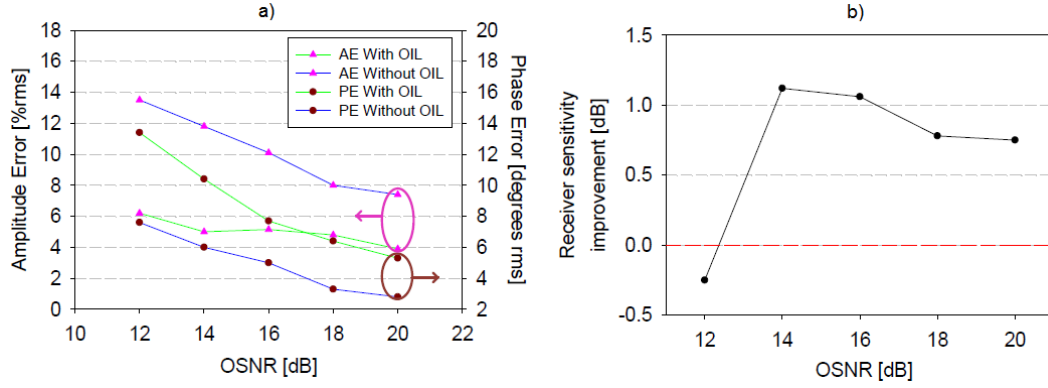 a)
Amplitude Error [%rms]
18
16
14
12
10
8
6
4
2
0
10 12 14 16 18 20 22
OSNR [dB]
20
18
16
14
12
10
8
6
4
2
Phase Error [degrees rms]
AE With OIL
AE Without OIL
PE With OIL
PE Without OIL
b)
Receiver sensitivity
improvement [dB]
1.5
1.0
0.5
0.0
-0.5
12 14 16 18 20
OSNR [dB]